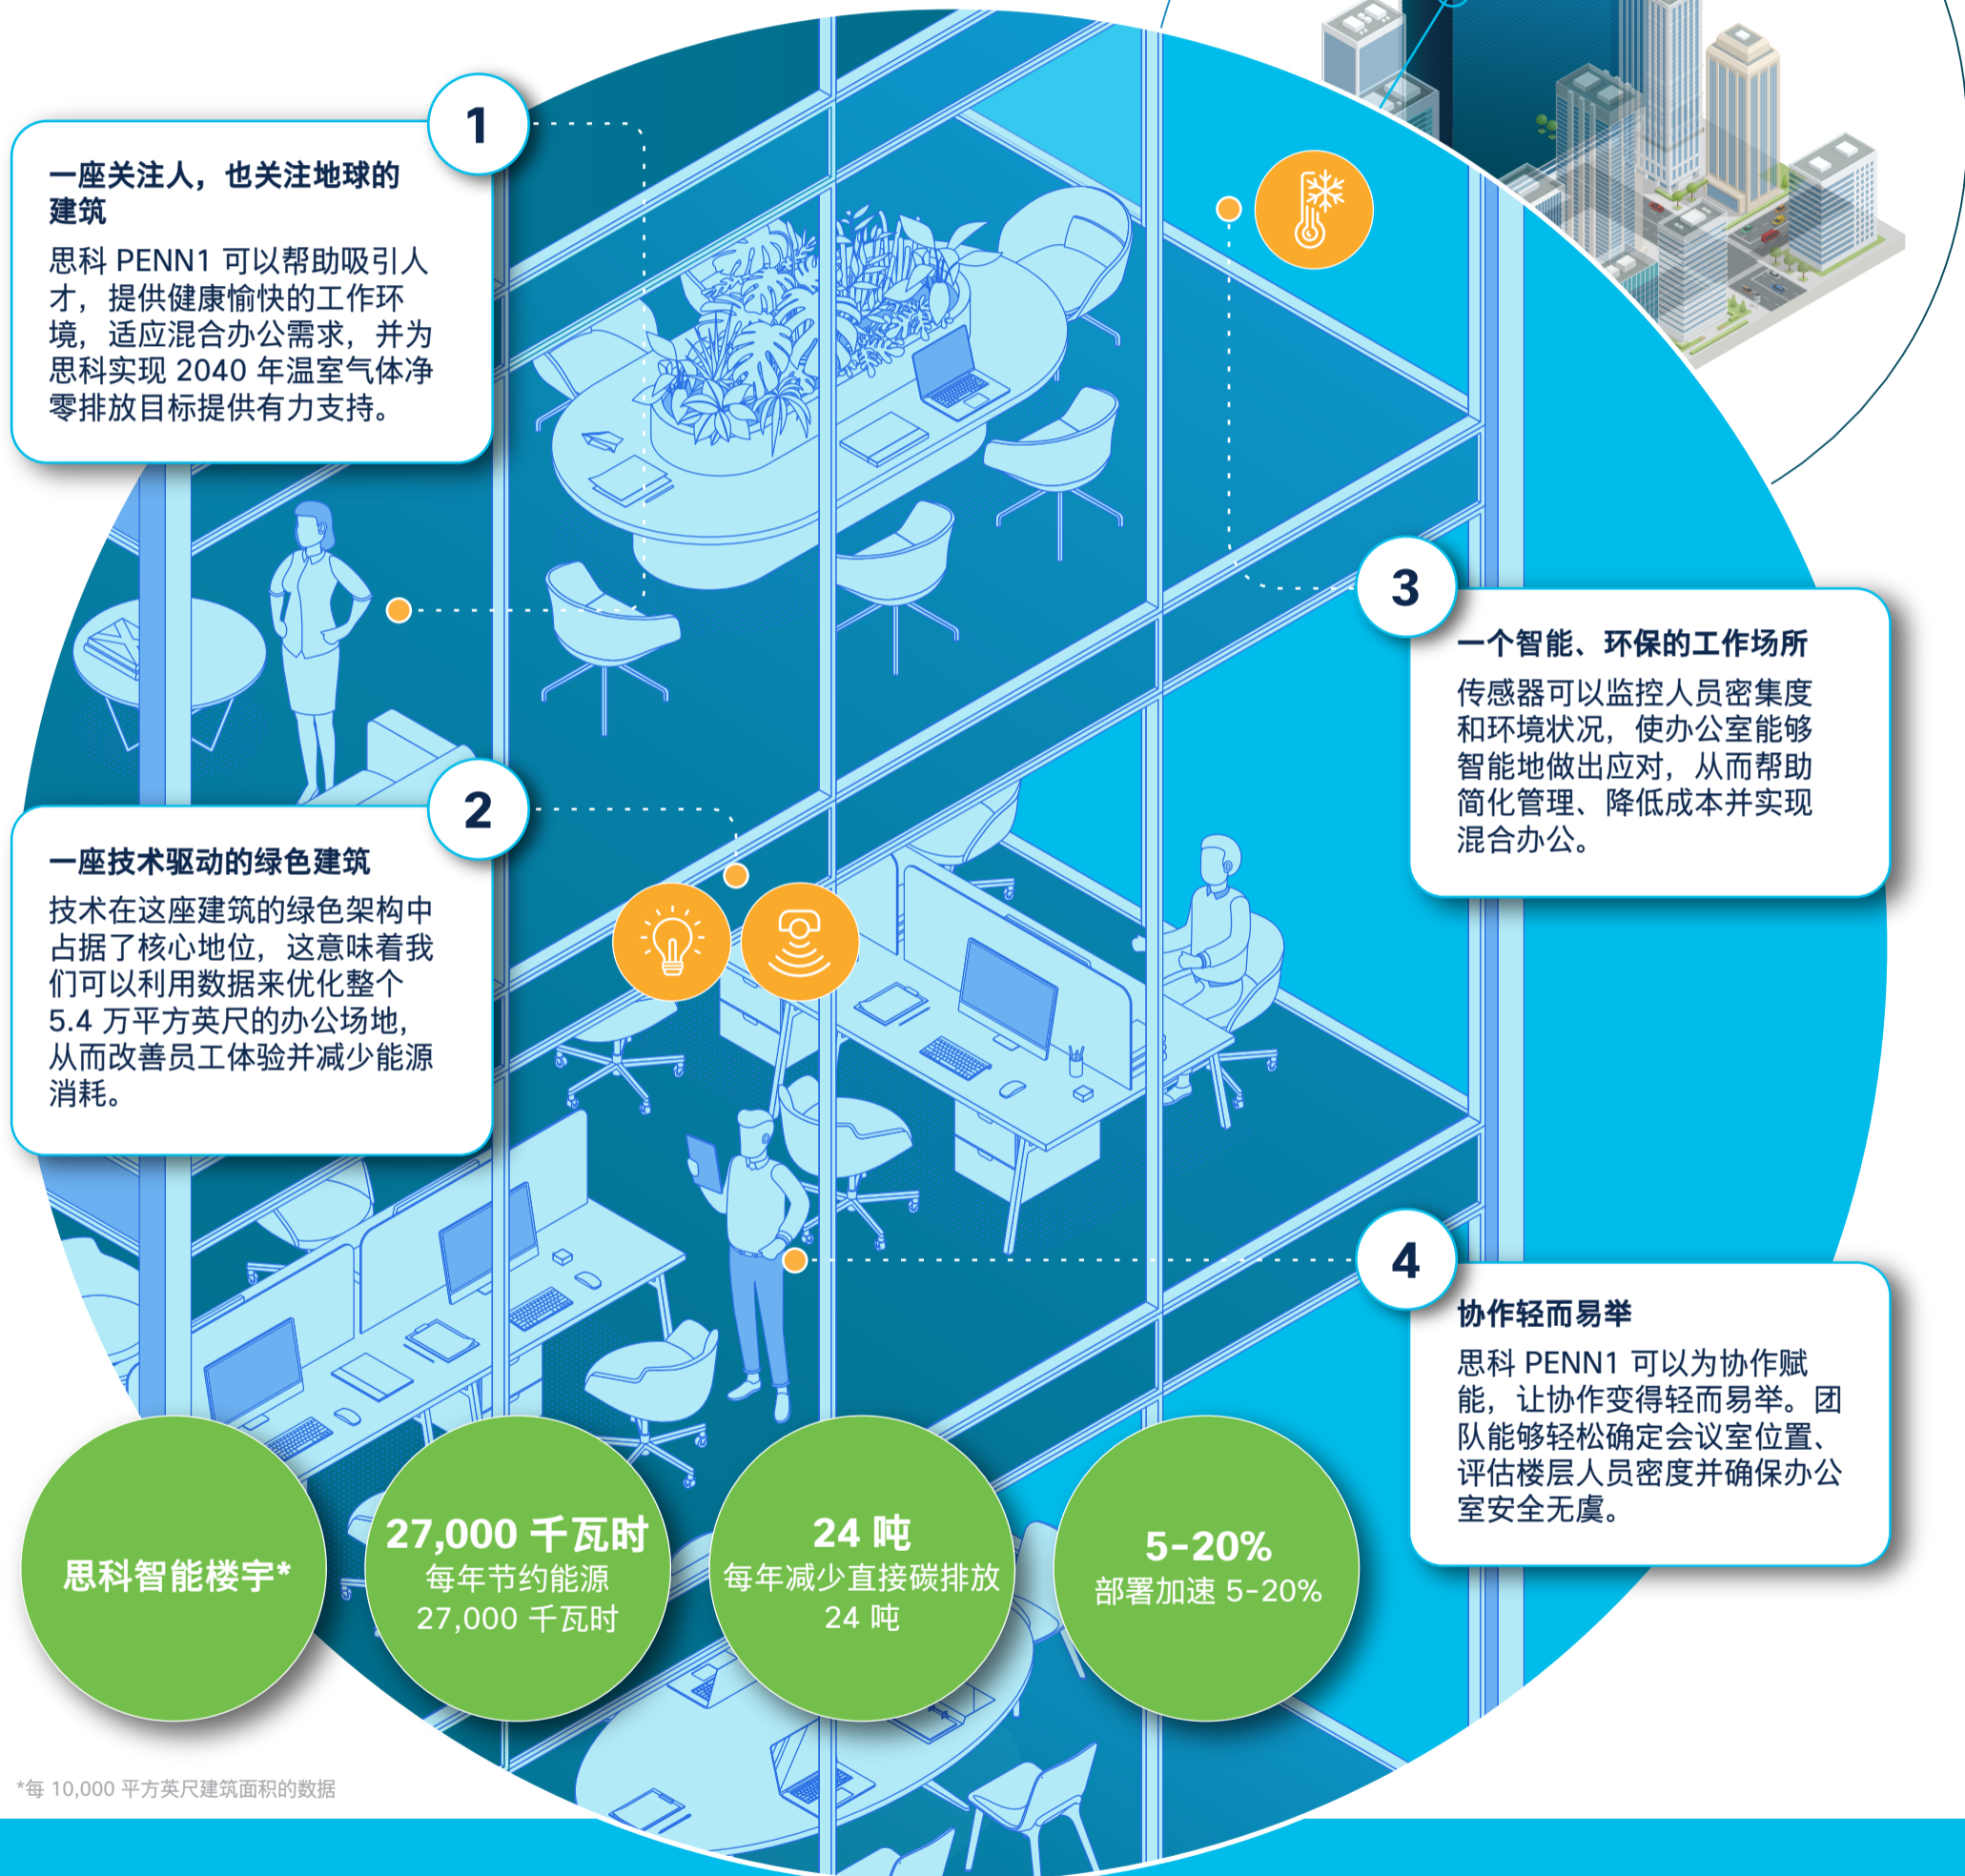 1
一座关注人，也关注地球的
建筑
思科 PENN1 可以帮助吸引人
才，提供健康愉快的工作环
境，适应混合办公需求，并为
思科实现 2040 年温室气体净
零排放目标提供有力支持。
2
一座技术驱动的绿色建筑
技术在这座建筑的绿色架构中
占据了核心地位，这意味着我
们可以利用数据来优化整个
5.4 万平方英尺的办公场地，
从而改善员工体验并减少能源
消耗。
3
一个智能、环保的工作场所
传感器可以监控人员密集度
和环境状况，使办公室能够
智能地做出应对，从而帮助
简化管理、降低成本并实现
混合办公。
4
协作轻而易举
思科 PENN1 可以为协作赋
能，让协作变得轻而易举。团
队能够轻松确定会议室位置、
评估楼层人员密度并确保办公
室安全无虞。
思科智能楼宇*
27,000 千瓦时
每年节约能源
27,000 千瓦时
24 吨
每年减少直接碳排放
24 吨
5-20%
部署加速 5-20%
*每 10,000 平方英尺建筑面积的数据